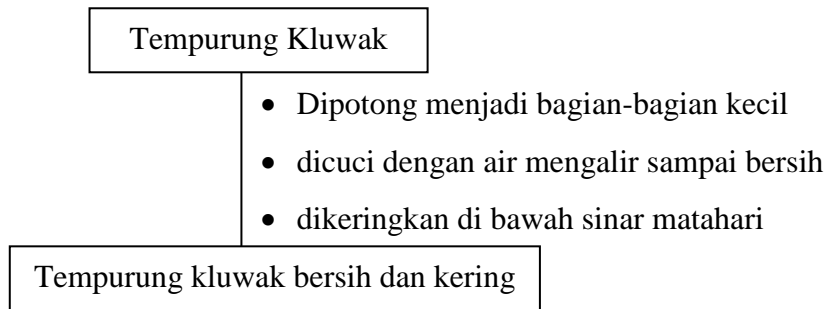 Tempurung Kluwak
• Dipotong menjadi bagian-bagian kecil
• dicuci dengan air mengalir sampai bersih
• dikeringkan di bawah sinar matahari
Tempurung kluwak bersih dan kering